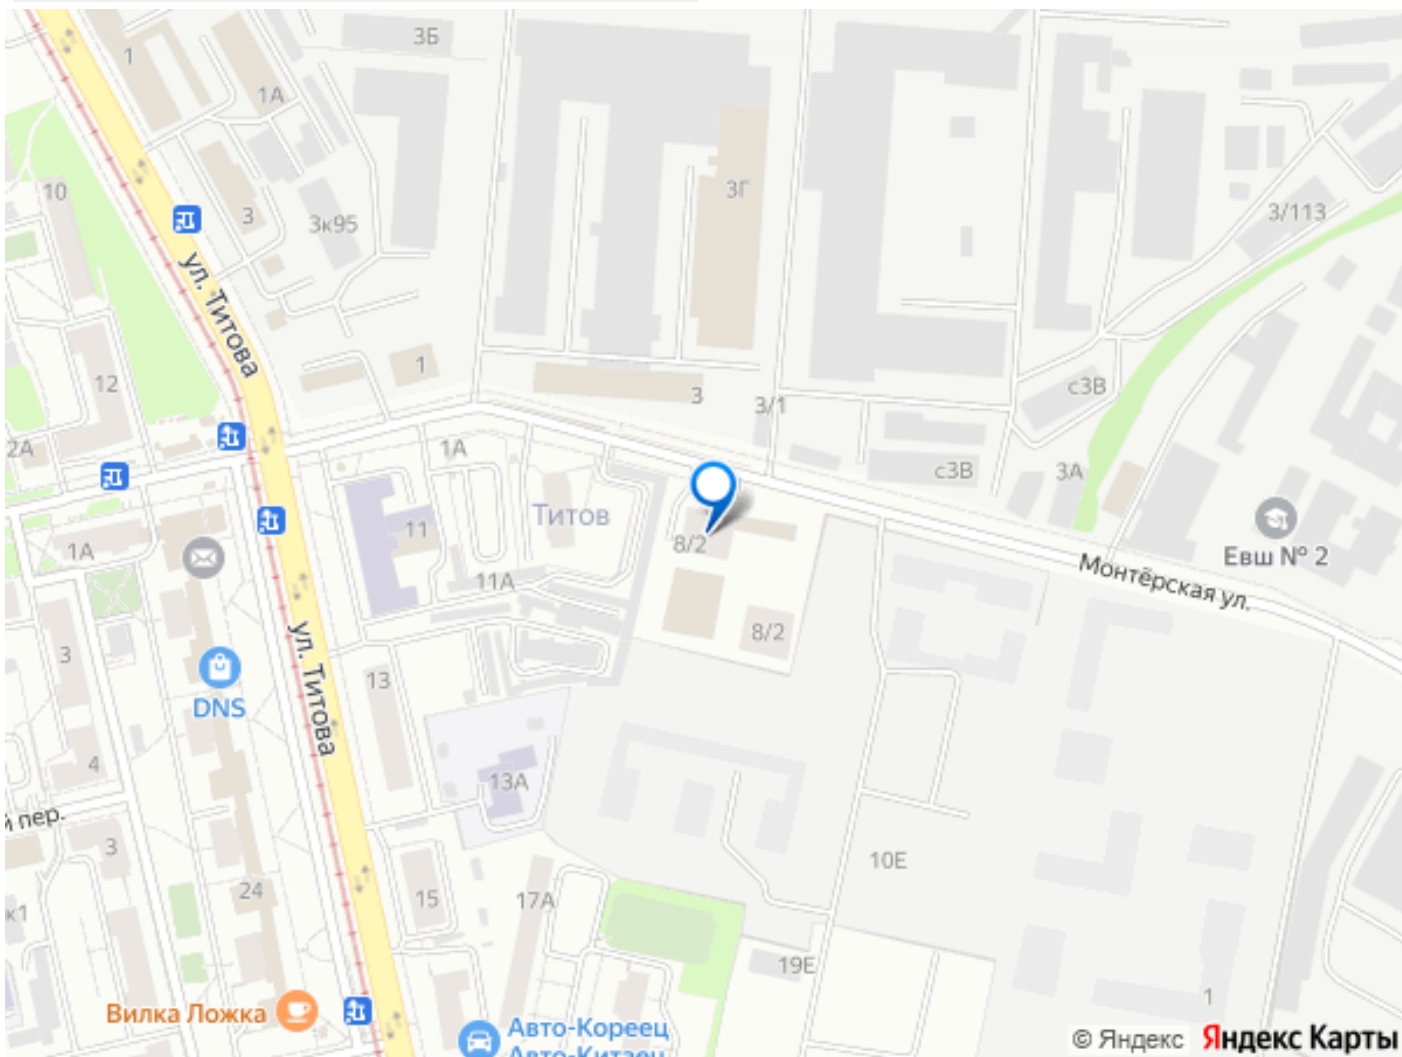 3Б
1
1А
10
3Г
3
3к95
3/113
ул. Титова
12
1
с3В
3
3/1
2А
1А
с3В
3А
Титов
11
8/2
Евш № 2
1А
11А
Монтёрская ул.
ул. Титова
8/2
3
13
DNS
4
13А
й пер.
3
10Е
24
15
17А
к1
19Е
1
Вилка Ложка
Авто-Кореец
Авто-Китаец
© Яндекс Яндекс Карты